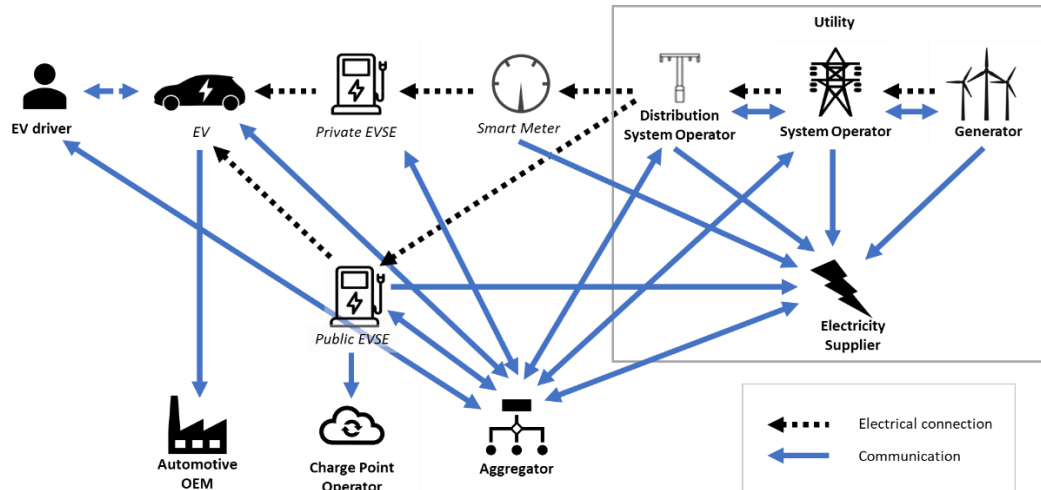 Utility
EV driver
EV
Private EVSE
Smart Meter
Distribution
System Operator
System Operator
Generator
Public EVSE
Electricity
Supplier
Automotive
OEM
Charge Point
Operator
Aggregator
Electrical connection
Communication